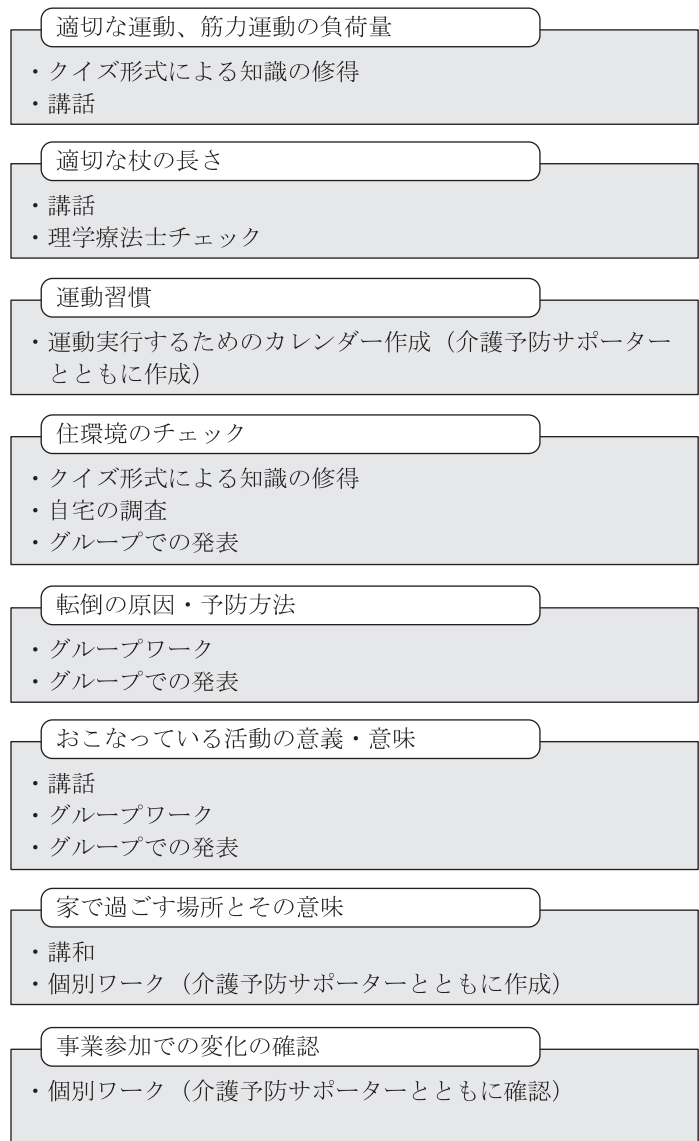 適切な運動、筋力運動の負荷量
・クイズ形式による知識の修得
・講話
適切な杖の長さ
・講話
・理学療法士チェック
運動習慣
・運動実行するためのカレンダー作成（介護予防サポーター
とともに作成）
住環境のチェック
・クイズ形式による知識の修得
・自宅の調査
・グループでの発表
転倒の原因・予防方法
・グループワーク
・グループでの発表
おこなっている活動の意義・意味
・講話
・グループワーク
・グループでの発表
家で過ごす場所とその意味
・講和
・個別ワーク（介護予防サポーターとともに作成）
事業参加での変化の確認
・個別ワーク（介護予防サポーターとともに確認）